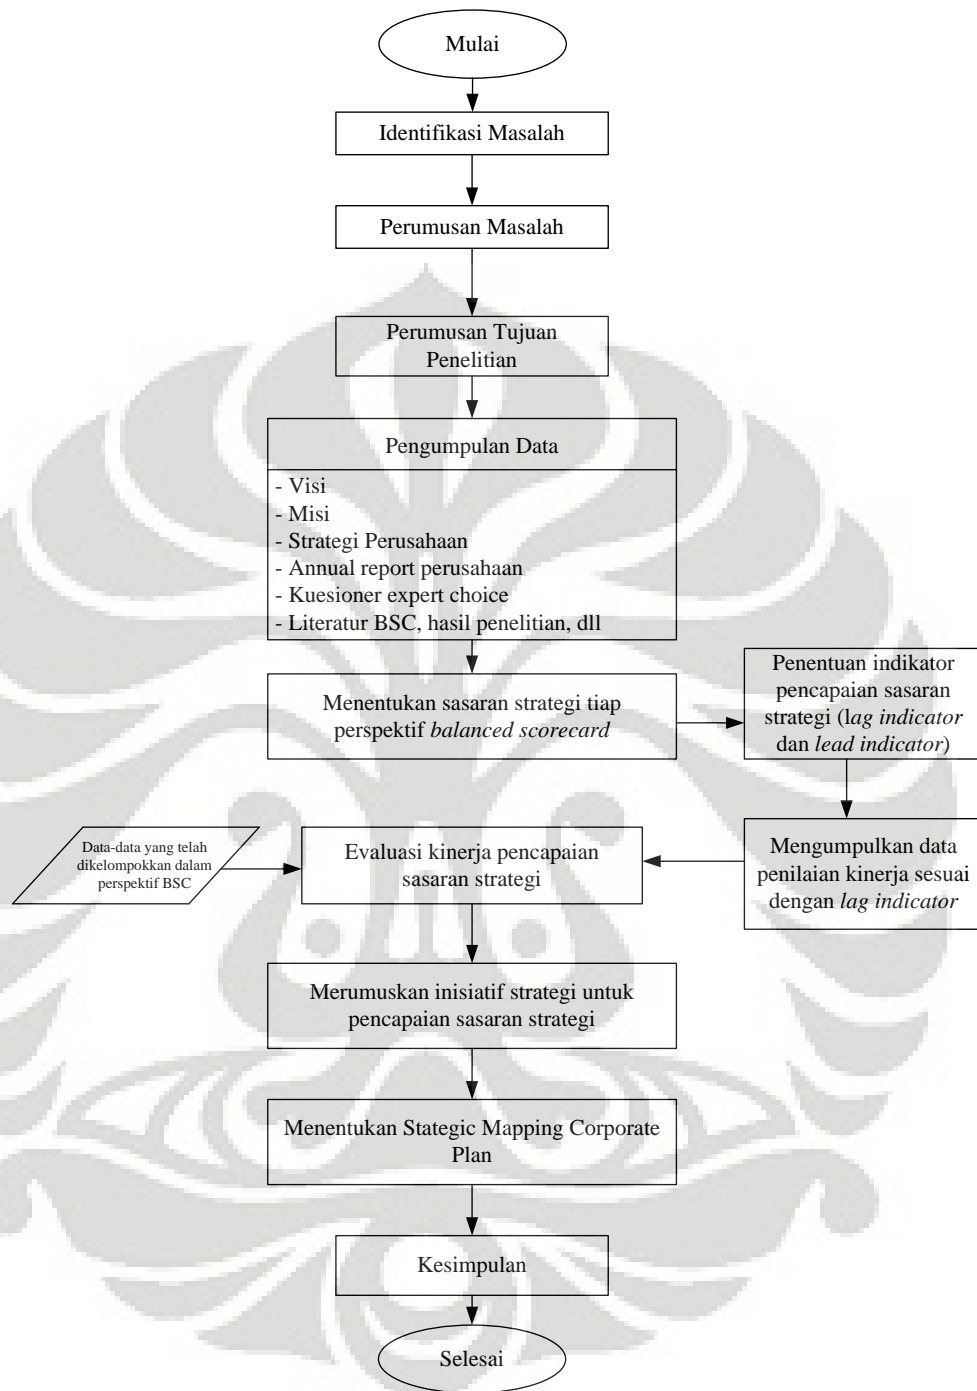 Mulai
Identifikasi Masalah
Perumusan Masalah
Perumusan Tujuan
Penelitian
Pengumpulan Data
- Visi
- Misi
- Strategi Perusahaan
- Annual report perusahaan
- Kuesioner expert choice
- Literatur BSC, hasil penelitian, dll
Menentukan sasaran strategi tiap
perspektif balanced scorecard
Penentuan indikator
pencapaian sasaran
strategi (lag indicator
dan lead indicator)
Mengumpulkan data
penilaian kinerja sesuai
dengan lag indicator
Data-data yang telah
dikelompokkan dalam
perspektif BSC
Evaluasi kinerja pencapaian
sasaran strategi
Merumuskan inisiatif strategi untuk
pencapaian sasaran strategi
Menentukan Stategic Mapping Corporate
Plan
Kesimpulan
Selesai